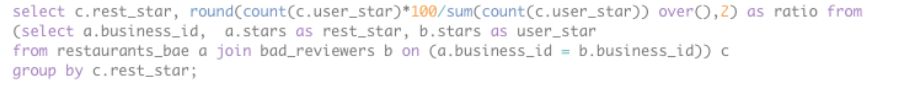 select c.rest_star, round(count(c.user_star)*100/sum(count(c.user_star)) over(),2) as ratio from
(select a.business_id,  a.stars as rest_star, b.stars as user_star
from restaurants_bae a join bad_reviewers b on (a.business_id = b.business_id)) c
group by c.rest_star;